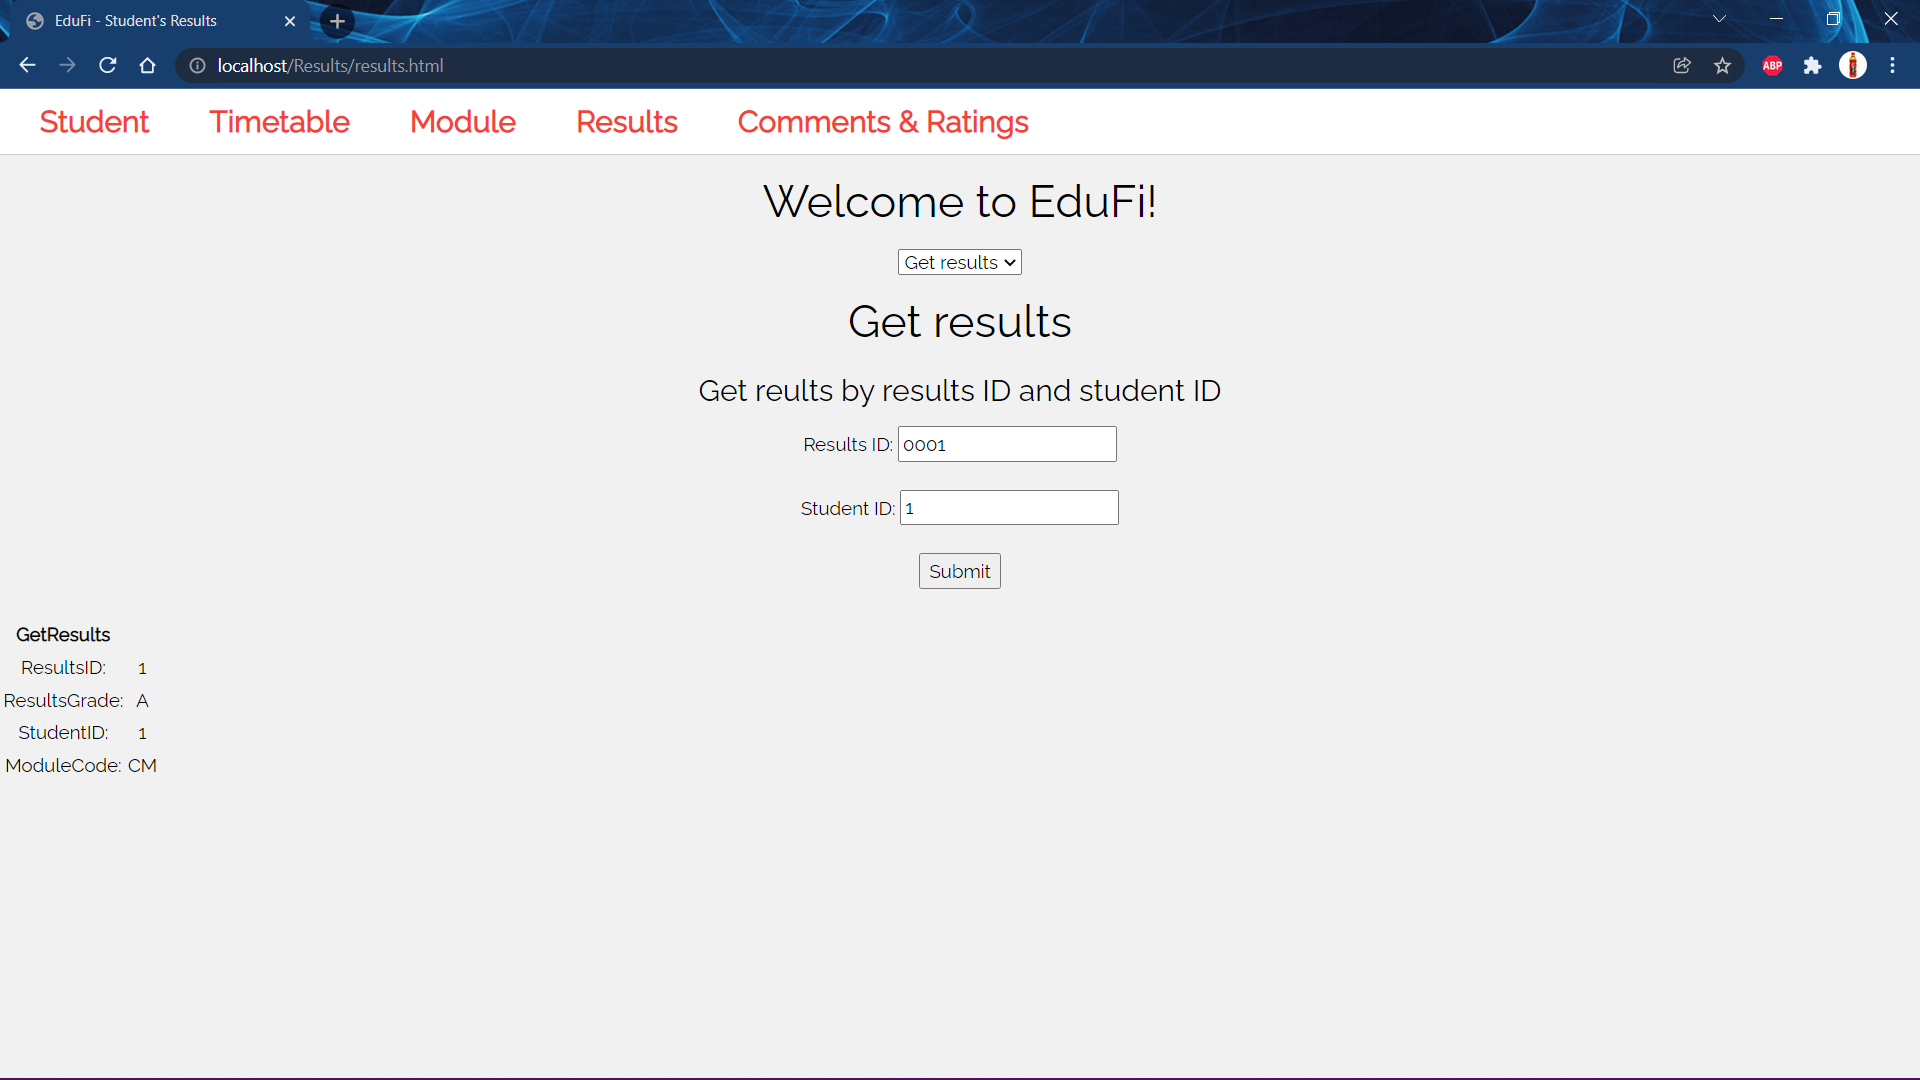 EduFi - Student's Results
localhost/Results/results.html
ABP
Student Timetable Module Results Comments & Ratings
Welcome to EduFi!
Get results
Get results
Get reults by results ID and student ID
Results ID: 0001
Student ID: 1
Submit
GetResults
ResultsID: 1
ResultsGrade: A
StudentID: 1
ModuleCode: CM